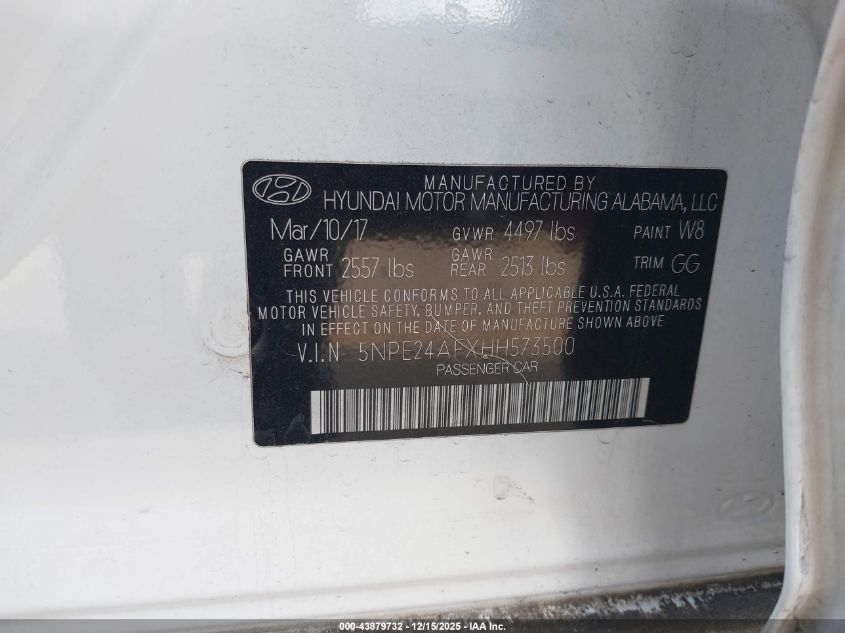 MANUFACTURED BY
HYUNDAI MOTOR MANUFACTURING ALABAMA, LLC
Mar/10/17 GVWR 4497 lbs PAINT W8
GAWR FRONT 2557 lbs GAWR REAR 2513 lbs TRIM GG
THIS VEHICLE CONFORMS TO ALL APPLICABLE U.S.A. FEDERAL
MOTOR VEHICLE SAFETY, BUMPER, AND THEFT PREVENTION STANDARDS
IN EFFECT ON THE DATE OF MANUFACTURE SHOWN ABOVE.
V.I.N 5NPE24AFXHH573500
PASSENGER CAR
000-43879732 - 12/15/2025 - IAA Inc.